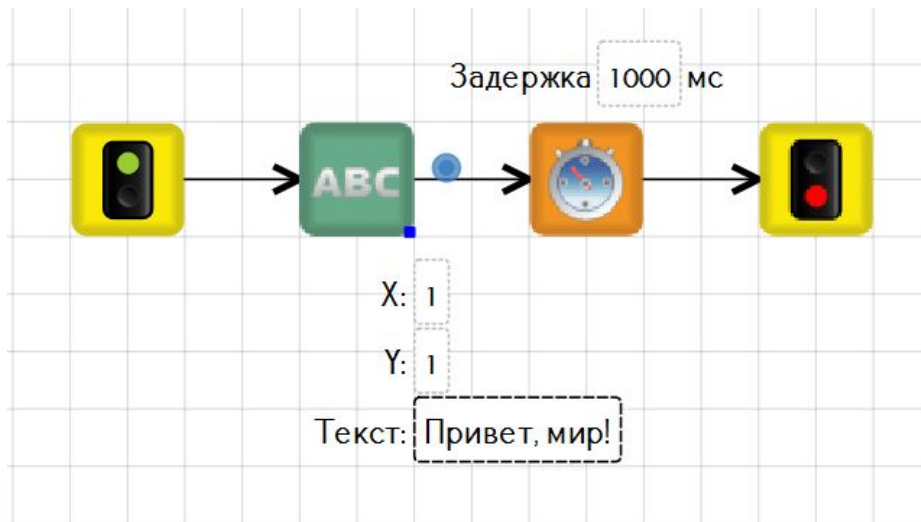 Задержка 1000 мс
ABC
X: 1
Y: 1
Текст: Привет, мир!